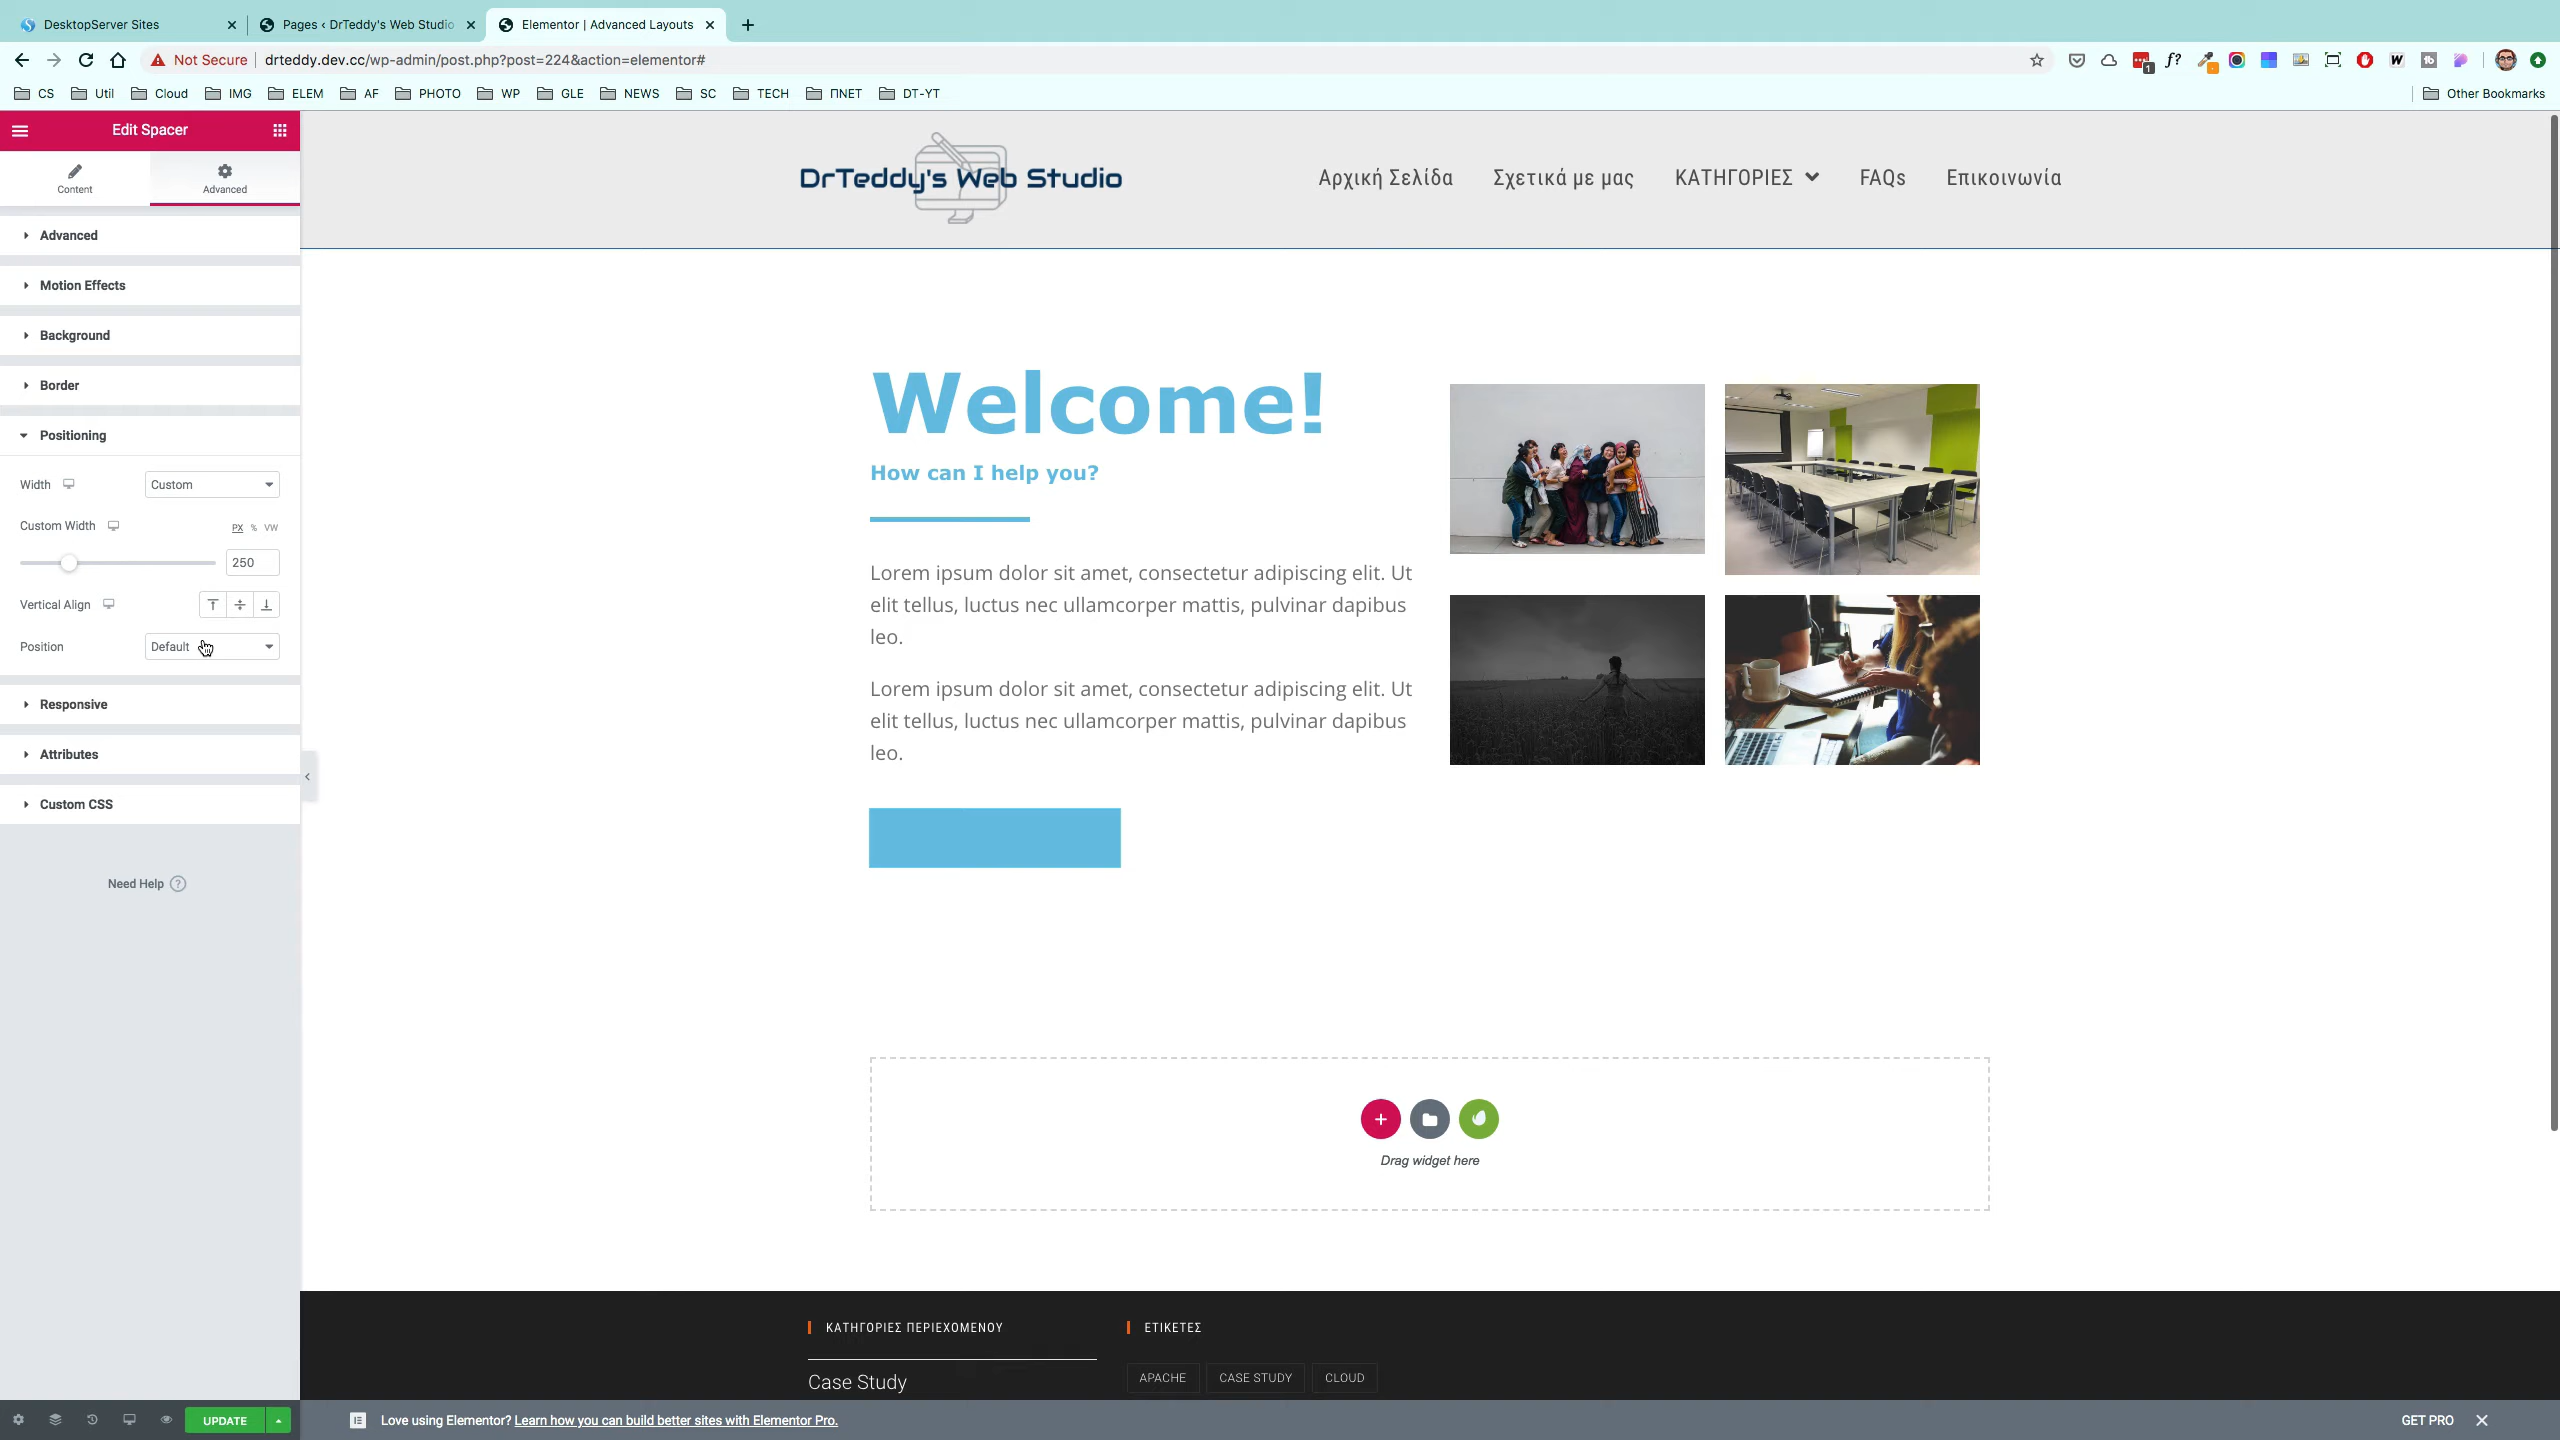 DesktopServer Sites
Pages ‹ DrTeddy's Web Studio
Elementor | Advanced Layouts
Not Secure
drteddy.dev.cc/wp-admin/post.php?post=224&action=elementor#
CS
Util
Cloud
IMG
ELEM
AF
PHOTO
WP
GLE
NEWS
SC
TECH
ΠNET
DT-YT
Other Bookmarks
Edit Spacer
Content
Advanced
Advanced
Motion Effects
Background
Border
Positioning
Width
Custom
Custom Width
PX % VW
250
Vertical Align
Position
Default
Responsive
Attributes
Custom CSS
Need Help ?
UPDATE
DrTeddy's Web Studio
Αρχική Σελίδα
Σχετικά με μας
ΚΑΤΗΓΟΡΙΕΣ
FAQs
Επικοινωνία
Welcome!
How can I help you?
Lorem ipsum dolor sit amet, consectetur adipiscing elit. Ut
elit tellus, luctus nec ullamcorper mattis, pulvinar dapibus
leo.
Lorem ipsum dolor sit amet, consectetur adipiscing elit. Ut
elit tellus, luctus nec ullamcorper mattis, pulvinar dapibus
leo.
Drag widget here
ΚΑΤΗΓΟΡΙΕΣ ΠΕΡΙΕΧΟΜΕΝΟΥ
Case Study
ΕΤΙΚΕΤΕΣ
APACHE
CASE STUDY
CLOUD
Love using Elementor? Learn how you can build better sites with Elementor Pro.
GET PRO